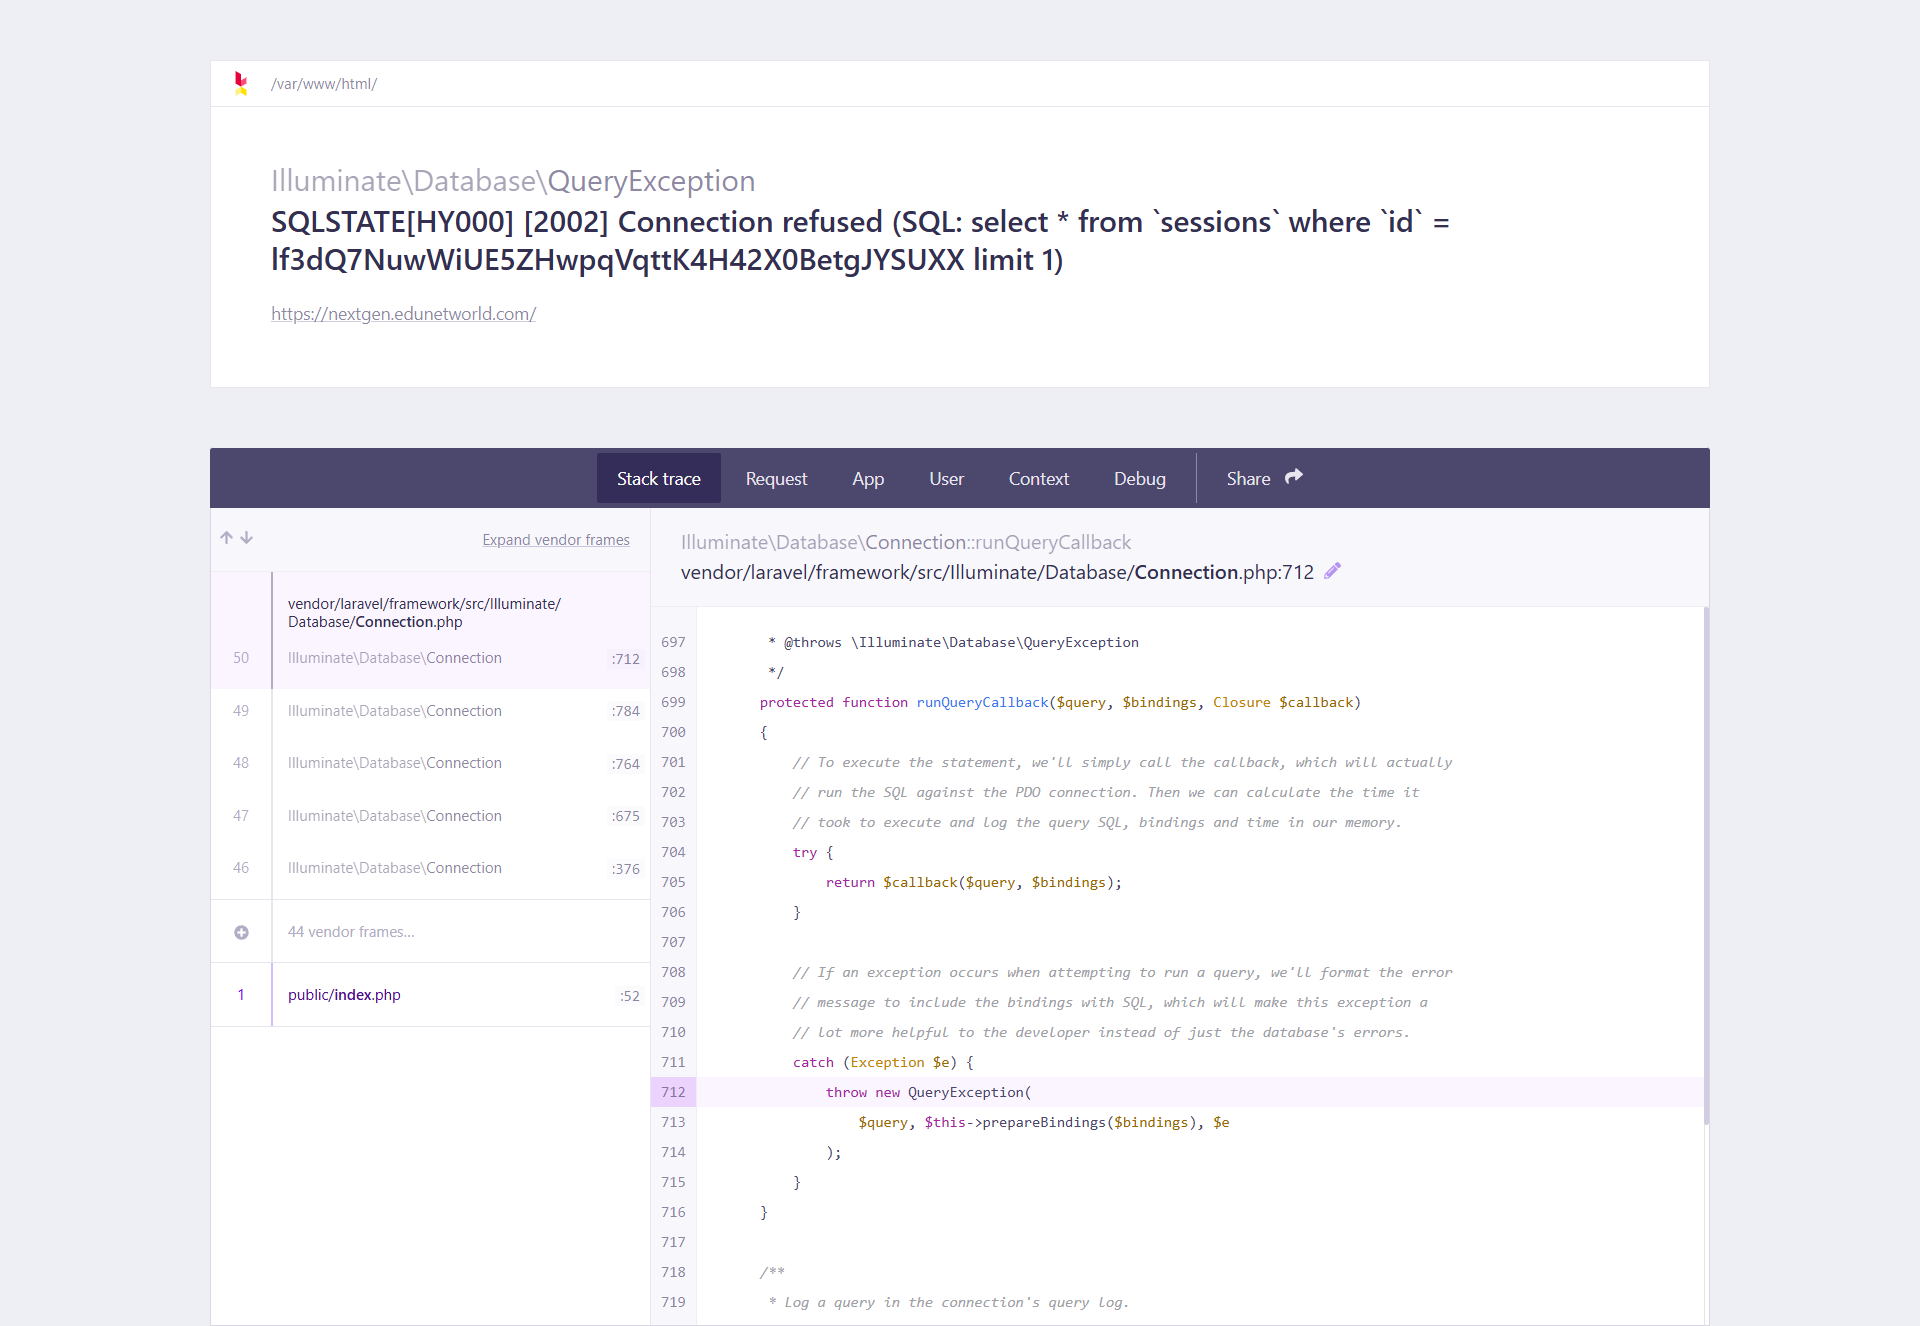 /var/www/html/
Illuminate\Database\QueryException
SQLSTATE[HY000] [2002] Connection refused (SQL: select * from `sessions` where `id` =
lf3dQ7NuwWiUE5ZHwpqVqttK4H42X0BetgJYSUXX limit 1)
https://nextgen.edunetworld.com/
Stack trace Request App User Context Debug Share
Expand vendor frames
vendor/laravel/framework/src/Illuminate/
Database/Connection.php
50 Illuminate\Database\Connection :712
49 Illuminate\Database\Connection :784
48 Illuminate\Database\Connection :764
47 Illuminate\Database\Connection :675
46 Illuminate\Database\Connection :376
44 vendor frames…
1 public/index.php :52
Illuminate\Database\Connection::runQueryCallback
vendor/laravel/framework/src/Illuminate/Database/Connection.php:712
697      * @throws \Illuminate\Database\QueryException
698      */
699     protected function runQueryCallback($query, $bindings, Closure $callback)
700     {
701         // To execute the statement, we'll simply call the callback, which will actually
702         // run the SQL against the PDO connection. Then we can calculate the time it
703         // took to execute and log the query SQL, bindings and time in our memory.
704         try {
705             return $callback($query, $bindings);
706         }
707
708         // If an exception occurs when attempting to run a query, we'll format the error
709         // message to include the bindings with SQL, which will make this exception a
710         // lot more helpful to the developer instead of just the database's errors.
711         catch (Exception $e) {
712             throw new QueryException(
713                 $query, $this->prepareBindings($bindings), $e
714             );
715         }
716     }
717
718     /**
719      * Log a query in the connection's query log.